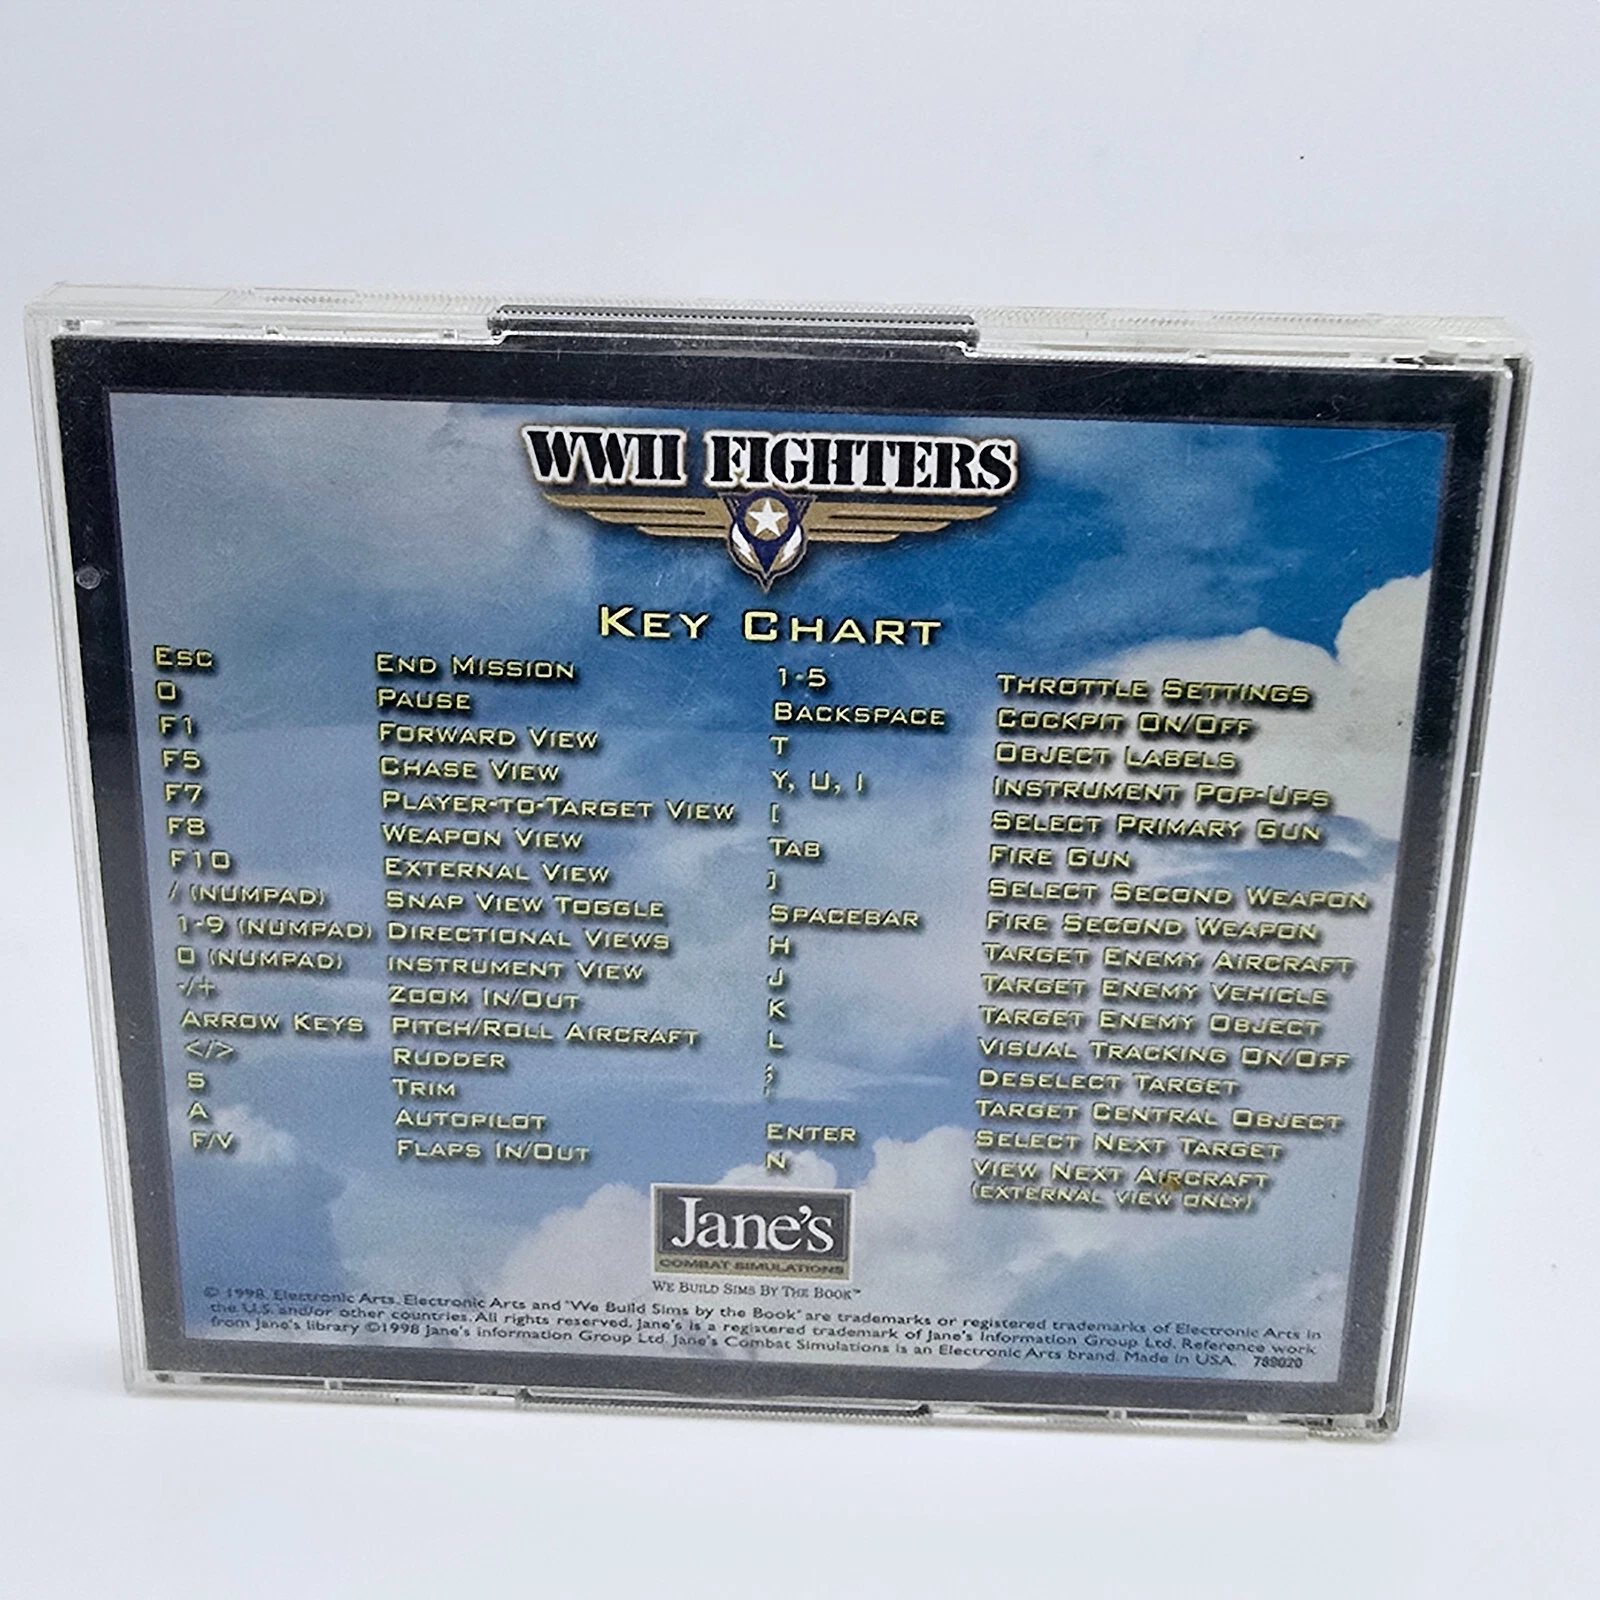 WWII FIGHTERS
KEY CHART
ESC END MISSION
0 PAUSE
F1 FORWARD VIEW
F5 CHASE VIEW
F7 PLAYER-TO-TARGET VIEW
F8 WEAPON VIEW
F10 EXTERNAL VIEW
/ (NUMPAD) SNAP VIEW TOGGLE
1-9 (NUMPAD) DIRECTIONAL VIEWS
0 (NUMPAD) INSTRUMENT VIEW
-/+ ZOOM IN/OUT
ARROW KEYS PITCH/ROLL AIRCRAFT
</> RUDDER
S TRIM
A AUTOPILOT
F/V FLAPS IN/OUT
1-5 THROTTLE SETTINGS
BACKSPACE COCKPIT ON/OFF
T OBJECT LABELS
Y, U, I INSTRUMENT POP-UPS
[ SELECT PRIMARY GUN
TAB FIRE GUN
] SELECT SECOND WEAPON
SPACEBAR FIRE SECOND WEAPON
H TARGET ENEMY AIRCRAFT
J TARGET ENEMY VEHICLE
K TARGET ENEMY OBJECT
L VISUAL TRACKING ON/OFF
; DESELECT TARGET
' TARGET CENTRAL OBJECT
ENTER SELECT NEXT TARGET
N VIEW NEXT AIRCRAFT
(EXTERNAL VIEW ONLY)
Jane's
COMBAT SIMULATIONS
WE BUILD SIMS BY THE BOOK™
© 1998. Electronic Arts. Electronic Arts and "We Build Sims by the Book" are trademarks or registered trademarks of Electronic Arts in
the U.S. and/or other countries. All rights reserved. Jane's is a registered trademark of Jane's Information Group Ltd. Reference work
from Jane's library ©1998 Jane's information Group Ltd. Jane's Combat Simulations is an Electronic Arts brand. Made in USA. 789020